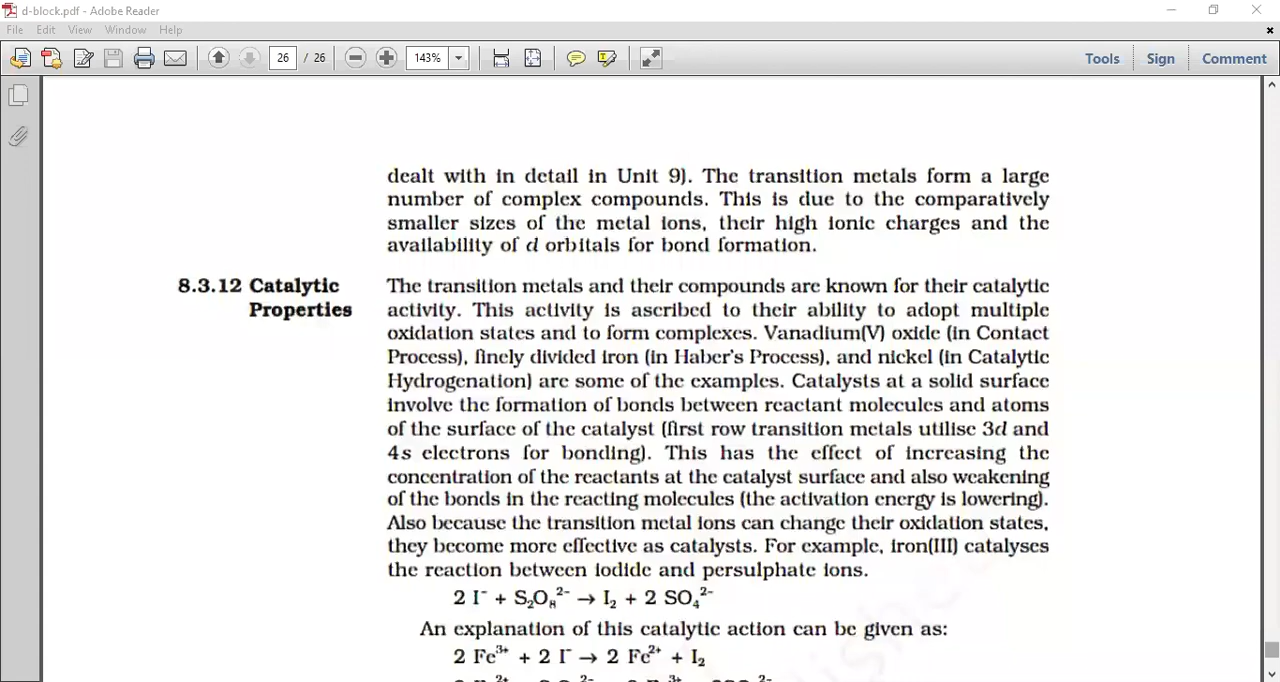 d-block.pdf - Adobe Reader
File Edit View Window Help
26 / 26 143% Tools Sign Comment
dealt with in detail in Unit 9). The transition metals form a large
number of complex compounds. This is due to the comparatively
smaller sizes of the metal ions, their high ionic charges and the
availability of d orbitals for bond formation.
8.3.12 Catalytic Properties
The transition metals and their compounds are known for their catalytic
activity. This activity is ascribed to their ability to adopt multiple
oxidation states and to form complexes. Vanadium(V) oxide (in Contact
Process), finely divided iron (in Haber's Process), and nickel (in Catalytic
Hydrogenation) are some of the examples. Catalysts at a solid surface
involve the formation of bonds between reactant molecules and atoms
of the surface of the catalyst (first row transition metals utilise 3d and
4s electrons for bonding). This has the effect of increasing the
concentration of the reactants at the catalyst surface and also weakening
of the bonds in the reacting molecules (the activation energy is lowering).
Also because the transition metal ions can change their oxidation states,
they become more effective as catalysts. For example, iron(III) catalyses
the reaction between iodide and persulphate ions.
2 I⁻ + S₂O₈²⁻ → I₂ + 2 SO₄²⁻
An explanation of this catalytic action can be given as:
2 Fe³⁺ + 2 I⁻ → 2 Fe²⁺ + I₂